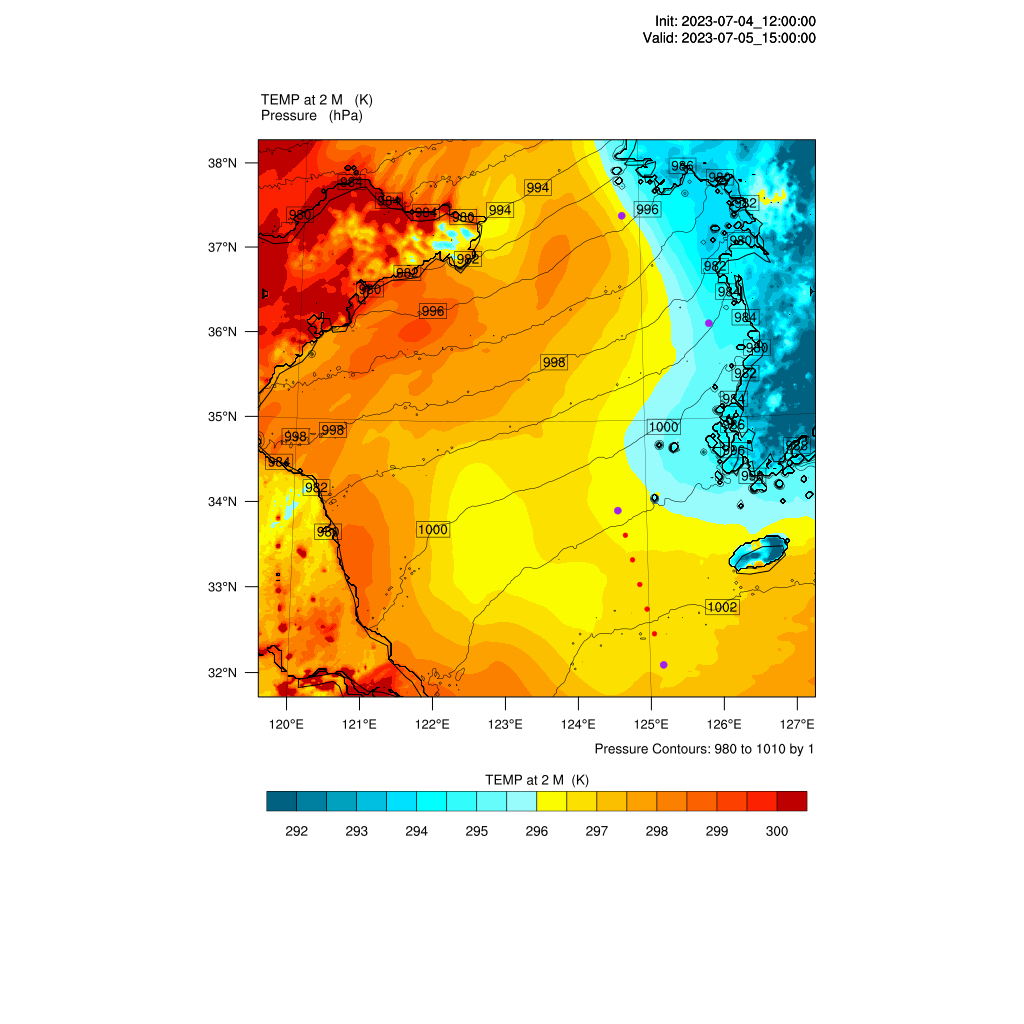 Init: 2023-07-04_12:00:00
Valid: 2023-07-05_15:00:00
TEMP at 2 M (K)
Pressure (hPa)
38°N
37°N
36°N
35°N
34°N
33°N
32°N
994
994
996
980
984
980
982
982
980
996
998
998
998
984
982
1000
1000
1002
986
982
982
984
980
982
984
120°E 121°E 122°E 123°E 124°E 125°E 126°E 127°E
Pressure Contours: 980 to 1010 by 1
TEMP at 2 M (K)
292 293 294 295 296 297 298 299 300